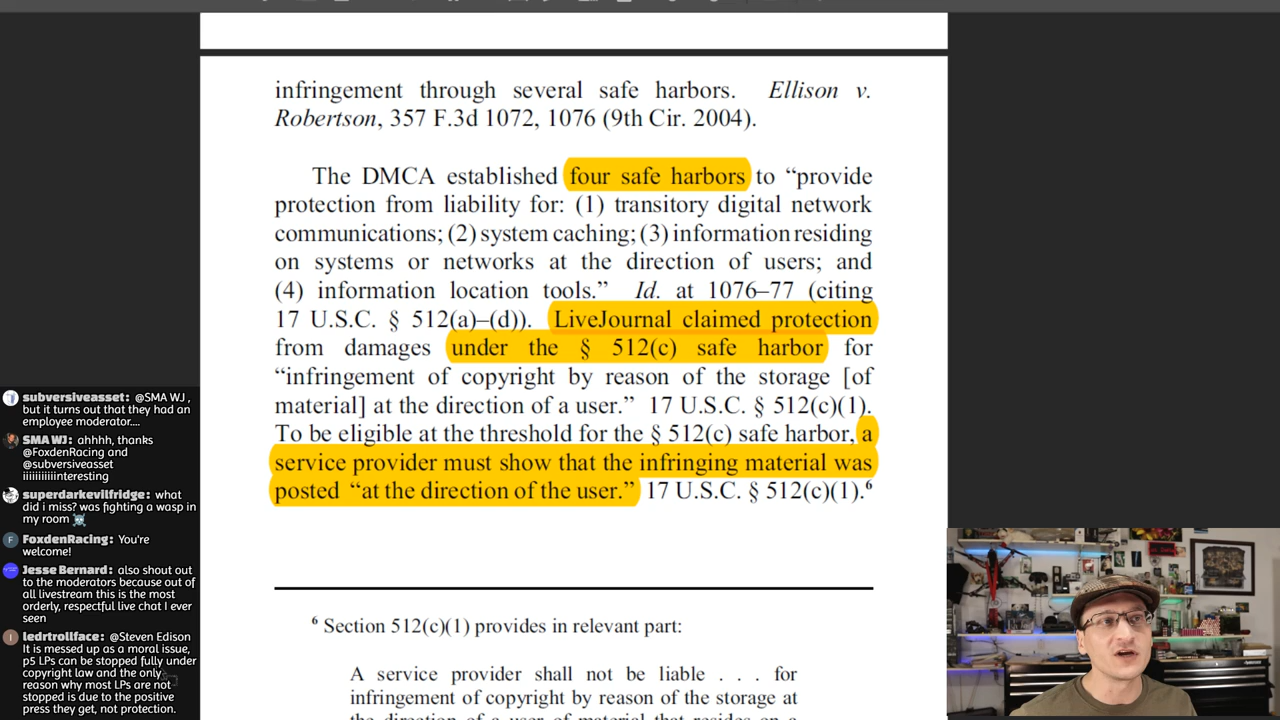 infringement through several safe harbors. Ellison v.
Robertson, 357 F.3d 1072, 1076 (9th Cir. 2004).
The DMCA established four safe harbors to “provide
protection from liability for: (1) transitory digital network
communications; (2) system caching; (3) information residing
on systems or networks at the direction of users; and
(4) information location tools.” Id. at 1076–77 (citing
17 U.S.C. § 512(a)–(d)). LiveJournal claimed protection
from damages under the § 512(c) safe harbor for
“infringement of copyright by reason of the storage [of
material] at the direction of a user.” 17 U.S.C. § 512(c)(1).
To be eligible at the threshold for the § 512(c) safe harbor, a
service provider must show that the infringing material was
posted “at the direction of the user.” 17 U.S.C. § 512(c)(1).⁶
⁶ Section 512(c)(1) provides in relevant part:
A service provider shall not be liable . . . for
infringement of copyright by reason of the storage at
the direction of a user of material that resides on a
subversiveasset: @SMA WJ ,
but it turns out that they had an
employee moderator....
SMA WJ: ahhhh, thanks
@FoxdenRacing and
@subversiveasset
iiiiiiiiiiinteresting
superdarkevilfridge: what
did i miss? was fighting a wasp in
my room ☠️
FoxdenRacing: You're
welcome!
Jesse Bernard: also shout out
to the moderators because out of
all livestream this is the most
orderly, respectful live chat I ever
seen
ledrtrollface: @Steven Edison
It is messed up as a moral issue,
p5 LPs can be stopped fully under
copyright law and the only
reason why most LPs are not
stopped is due to the positive
press they get, not protection.